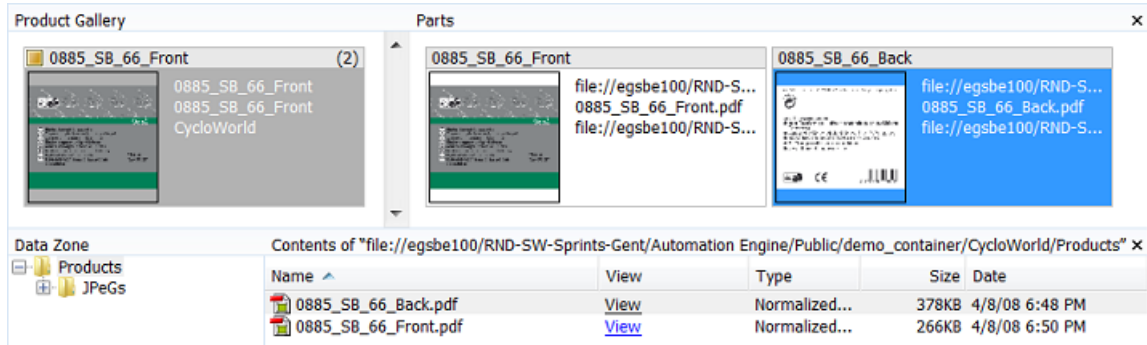 Product Gallery
Parts
0885_SB_66_Front (2)
0885_SB_66_Front
0885_SB_66_Front
CycloWorld
0885_SB_66_Front
file://egsbe100/RND-S...
0885_SB_66_Front.pdf
file://egsbe100/RND-S...
0885_SB_66_Back
file://egsbe100/RND-S...
0885_SB_66_Back.pdf
file://egsbe100/RND-S...
CE
Data Zone
Products
JPeGs
Contents of "file://egsbe100/RND-SW-Sprints-Gent/Automation Engine/Public/demo_container/CycloWorld/Products"
Name View Type Size Date
0885_SB_66_Back.pdf View Normalized... 378KB 4/8/08 6:48 PM
0885_SB_66_Front.pdf View Normalized... 266KB 4/8/08 6:50 PM